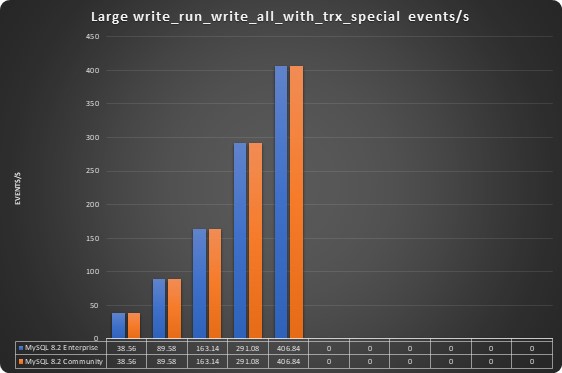 Large write_run_write_all_with_trx_special events/s
EVENTS/S
450
400
350
300
250
200
150
100
50
0
MySQL 8.2 Enterprise 38.56 89.58 163.14 291.08 406.84 0 0 0 0 0 0
MySQL 8.2 Community 38.56 89.58 163.14 291.08 406.84 0 0 0 0 0 0